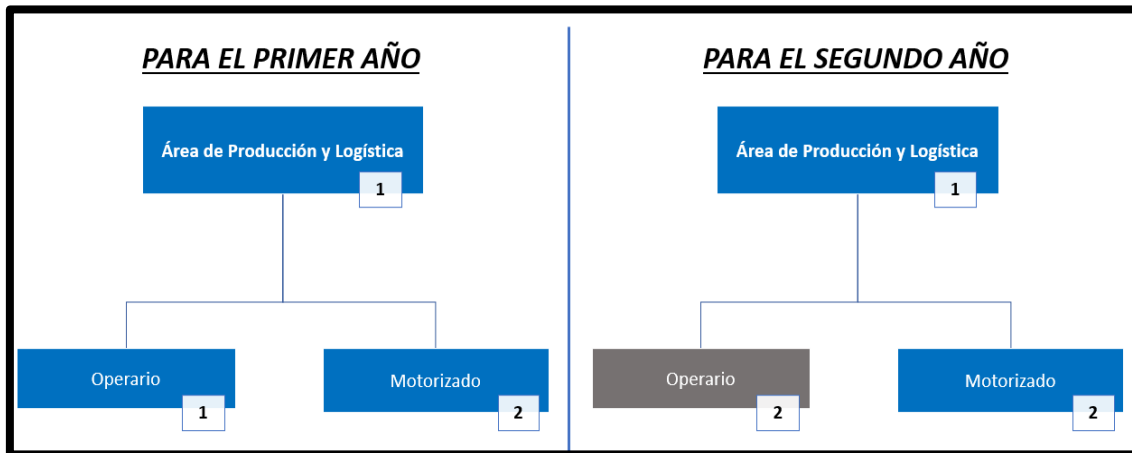 PARA EL PRIMER AÑO
Área de Producción y Logística
1
Operario
1
Motorizado
2
PARA EL SEGUNDO AÑO
Área de Producción y Logística
1
Operario
2
Motorizado
2